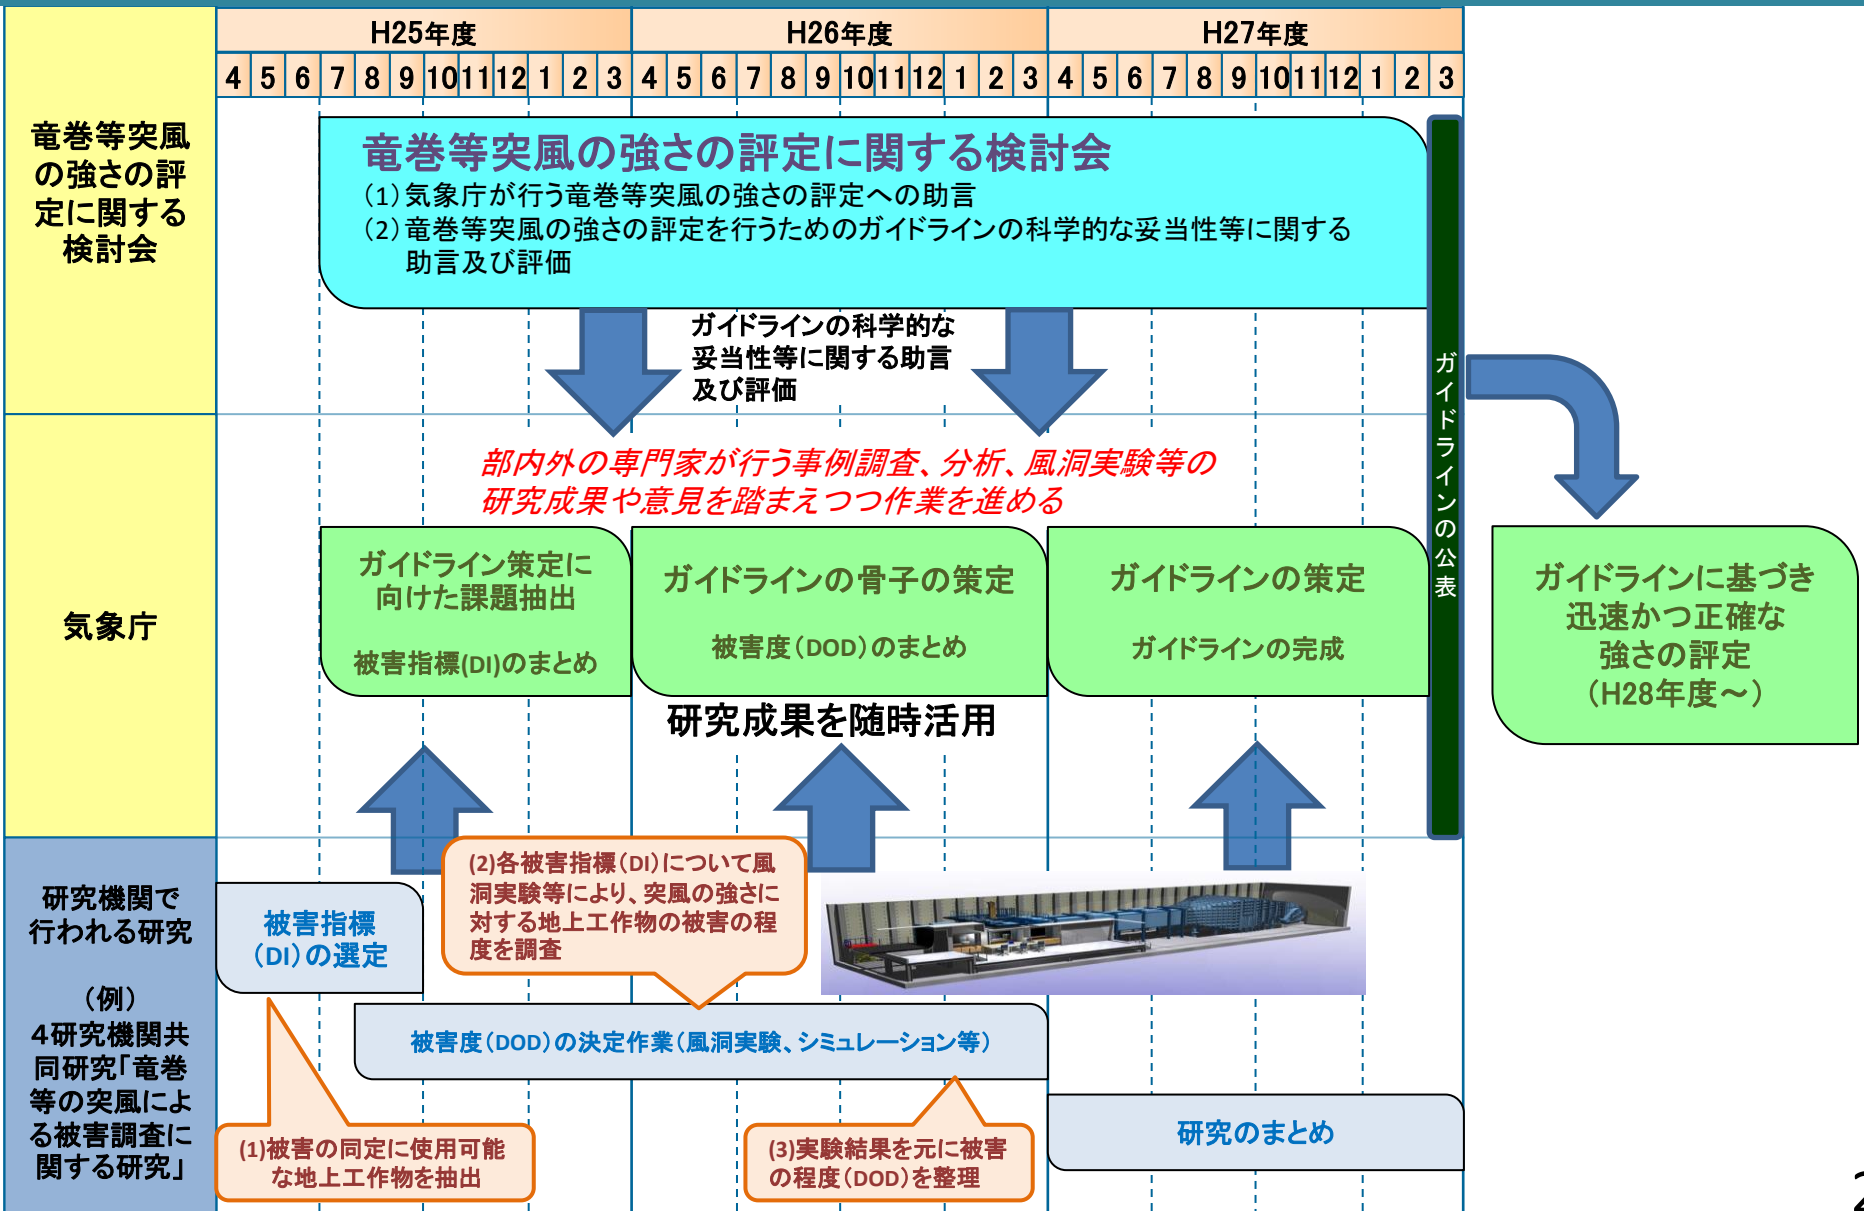 H25年度
H26年度
H27年度
4 5 6 7 8 9 10 11 12 1 2 3 4 5 6 7 8 9 10 11 12 1 2 3 4 5 6 7 8 9 10 11 12 1 2 3
竜巻等突風
の強さの評
定に関する
検討会
竜巻等突風の強さの評定に関する検討会
(1)気象庁が行う竜巻等突風の強さの評定への助言
(2)竜巻等突風の強さの評定を行うためのガイドラインの科学的な妥当性等に関する
助言及び評価
ガイドラインの科学的な
妥当性等に関する助言
及び評価
ガイドラインの公表
気象庁
部内外の専門家が行う事例調査、分析、風洞実験等の
研究成果や意見を踏まえつつ作業を進める
ガイドライン策定に
向けた課題抽出
被害指標(DI)のまとめ
ガイドラインの骨子の策定
被害度(DOD)のまとめ
ガイドラインの策定
ガイドラインの完成
ガイドラインに基づき
迅速かつ正確な
強さの評定
(H28年度～)
研究成果を随時活用
研究機関で
行われる研究
(例)
4研究機関共
同研究｢竜巻
等の突風によ
る被害調査に
関する研究｣
被害指標
(DI)の選定
(2)各被害指標(DI)について風
洞実験等により、突風の強さに
対する地上工作物の被害の程
度を調査
被害度(DOD)の決定作業(風洞実験、シミュレーション等)
(1)被害の同定に使用可能
な地上工作物を抽出
(3)実験結果を元に被害
の程度(DOD)を整理
研究のまとめ